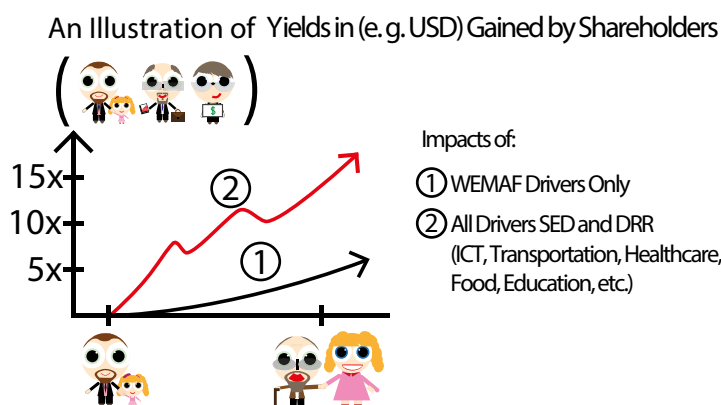 An Illustration of Yields in (e. g. USD) Gained by Shareholders
( $ )
Impacts of:
1 WEMAF Drivers Only
2 All Drivers SED and DRR
(ICT, Transportation, Healthcare,
Food, Education, etc.)
15x
10x
5x
2
1